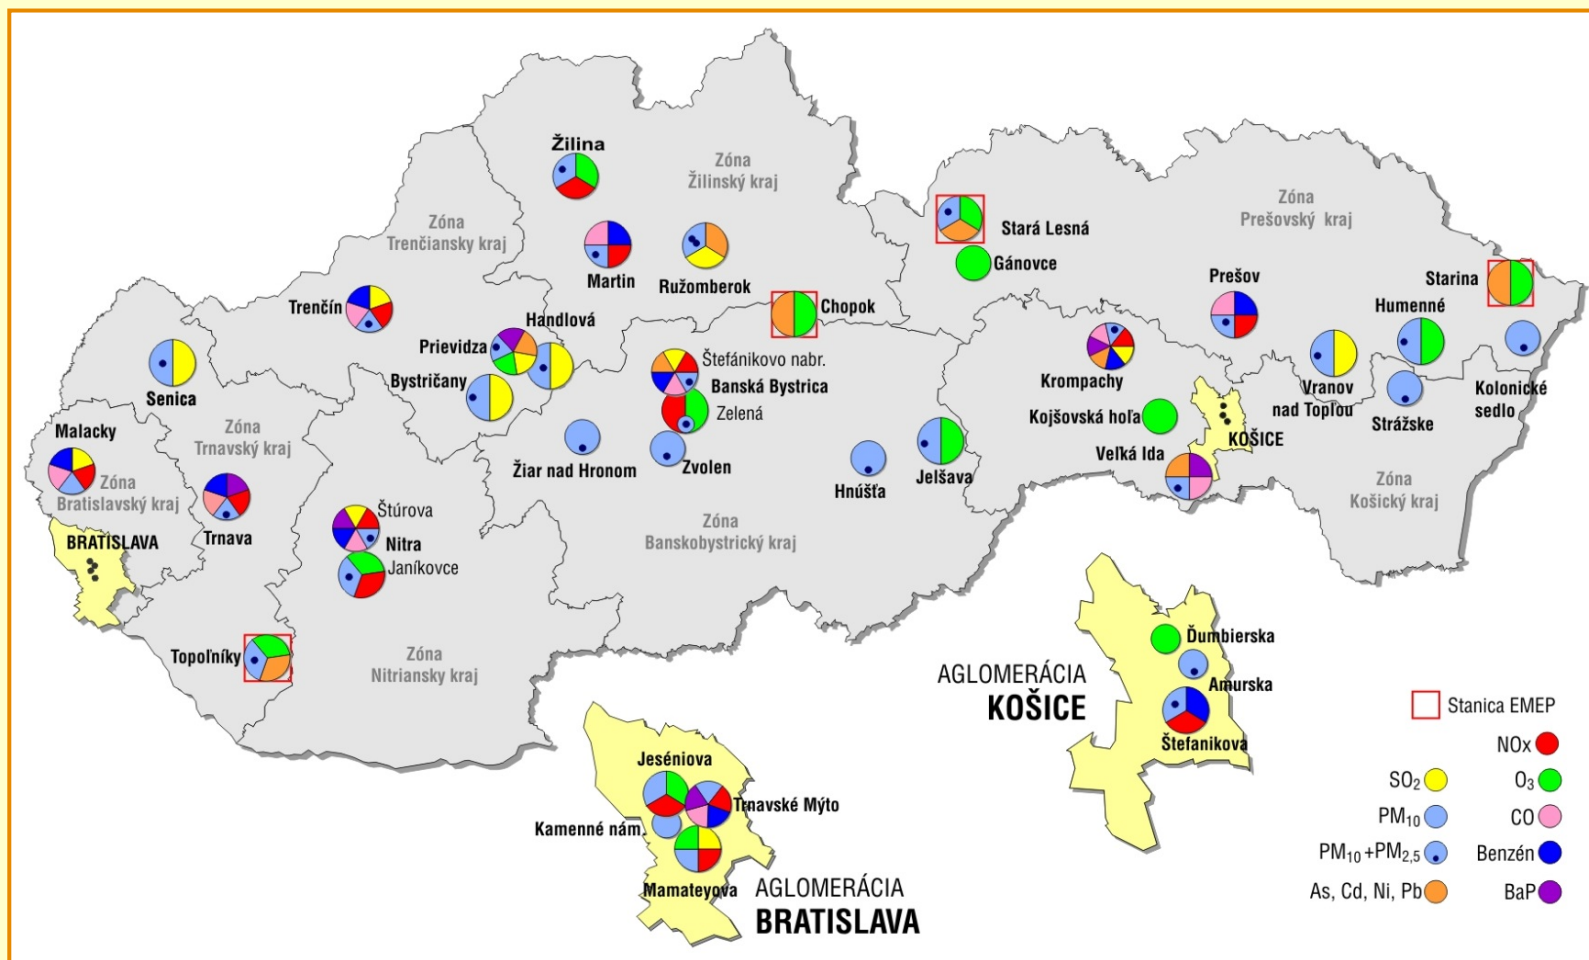 Žilina
Zóna
Žilinský kraj
Zóna
Trenčiansky kraj
Zóna
Prešovský kraj
Stará Lesná
Gánovce
Martin
Ružomberok
Chopok
Prešov
Starina
Humenné
Trenčín
Handlová
Prievidza
Bystričany
Štefánikovo nabr.
Banská Bystrica
Zelená
Krompachy
Vranov
nad Topľou
Kolonické
sedlo
Strážske
Senica
Kojšovská hoľa
KOŠICE
Malacky
Zóna
Trnavský kraj
Zóna
Bratislavský kraj
Žiar nad Hronom
Zvolen
Hnúšťa
Jelšava
Veľká Ida
Zóna
Košický kraj
Trnava
Štúrova
Nitra
Janíkovce
Zóna
Banskobystrický kraj
BRATISLAVA
Topoľníky
Zóna
Nitriansky kraj
Ďumbierska
Amurska
Štefanikova
AGLOMERÁCIA
KOŠICE
Jeséniova
Trnavské Mýto
Kamenné nám.
Mamateyova
AGLOMERÁCIA
BRATISLAVA
Stanica EMEP
NOx
SO₂
O₃
PM₁₀
CO
PM₁₀+PM₂,₅
Benzén
As, Cd, Ni, Pb
BaP